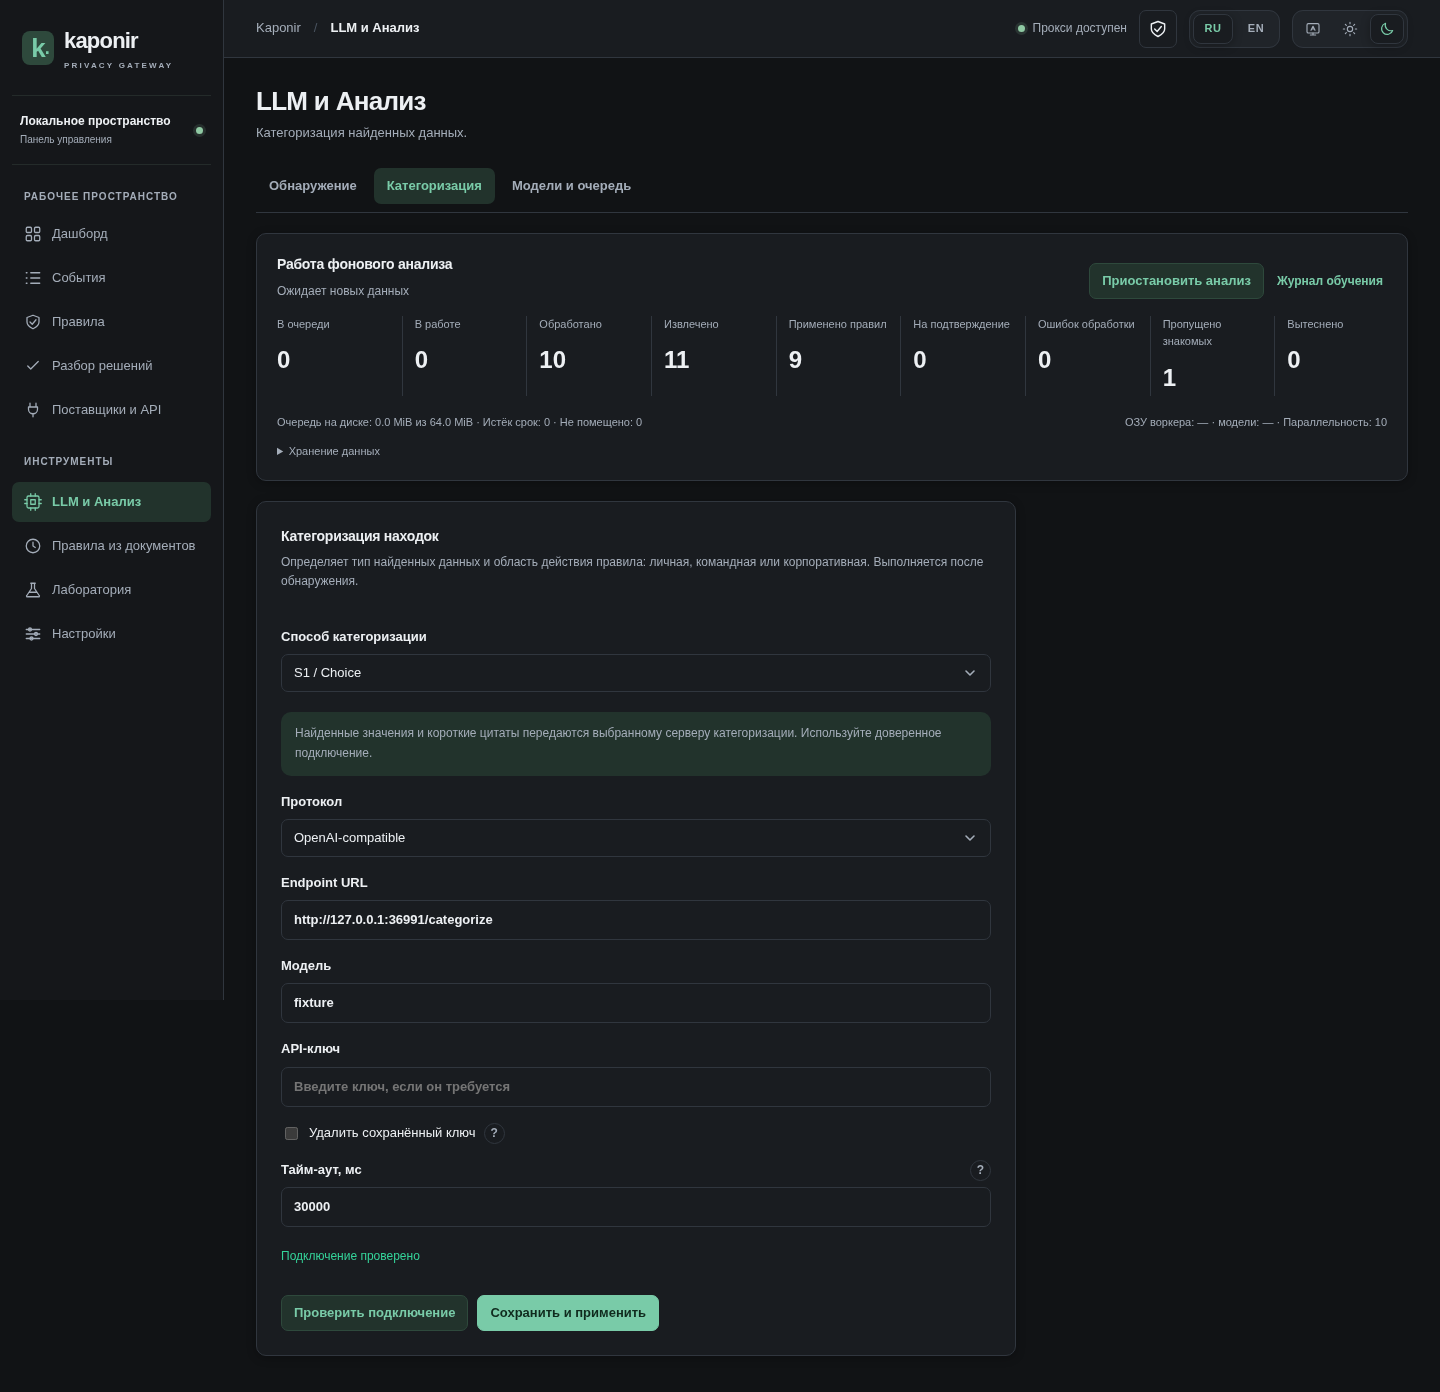 k.
kaponir
PRIVACY GATEWAY
Локальное пространство
Панель управления
РАБОЧЕЕ ПРОСТРАНСТВО
Дашборд
События
Правила
Разбор решений
Поставщики и API
ИНСТРУМЕНТЫ
LLM и Анализ
Правила из документов
Лаборатория
Настройки
Kaponir / LLM и Анализ
Прокси доступен
RU EN
LLM и Анализ
Категоризация найденных данных.
Обнаружение Категоризация Модели и очередь
Работа фонового анализа
Ожидает новых данных
Приостановить анализ Журнал обучения
В очереди
0
В работе
0
Обработано
10
Извлечено
11
Применено правил
9
На подтверждение
0
Ошибок обработки
0
Пропущено
знакомых
1
Вытеснено
0
Очередь на диске: 0.0 MiB из 64.0 MiB · Истёк срок: 0 · Не помещено: 0
ОЗУ воркера: — · модели: — · Параллельность: 10
Хранение данных
Категоризация находок
Определяет тип найденных данных и область действия правила: личная, командная или корпоративная. Выполняется после
обнаружения.
Способ категоризации
S1 / Choice
Найденные значения и короткие цитаты передаются выбранному серверу категоризации. Используйте доверенное
подключение.
Протокол
OpenAI-compatible
Endpoint URL
http://127.0.0.1:36991/categorize
Модель
fixture
API-ключ
Введите ключ, если он требуется
Удалить сохранённый ключ ?
Тайм-аут, мс ?
30000
Подключение проверено
Проверить подключение Сохранить и применить